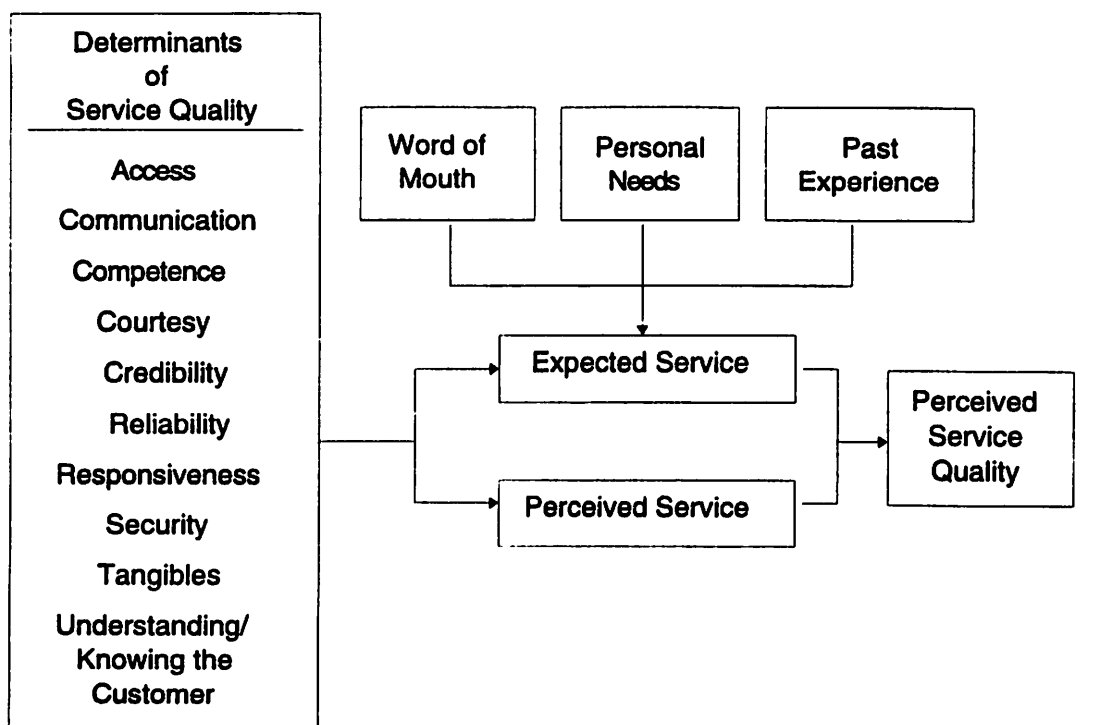 Determinants
of
Service Quality
Access
Communication
Competence
Courtesy
Credibility
Reliability
Responsiveness
Security
Tangibles
Understanding/
Knowing the
Customer
Word of
Mouth
Personal
Needs
Past
Experience
Expected Service
Perceived Service
Perceived
Service
Quality